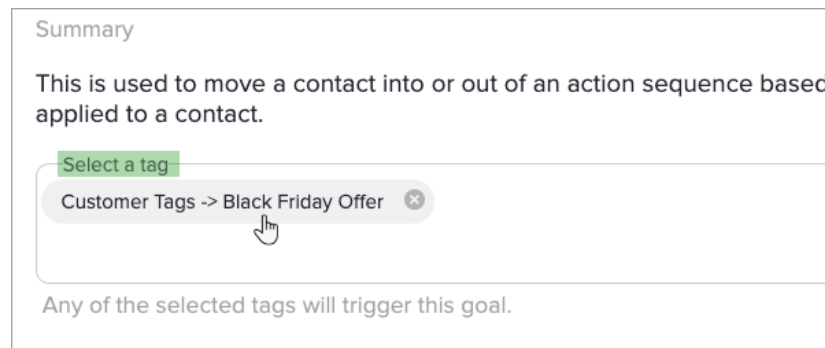 Summary
This is used to move a contact into or out of an action sequence based
applied to a contact.
Select a tag
Customer Tags -> Black Friday Offer
Any of the selected tags will trigger this goal.